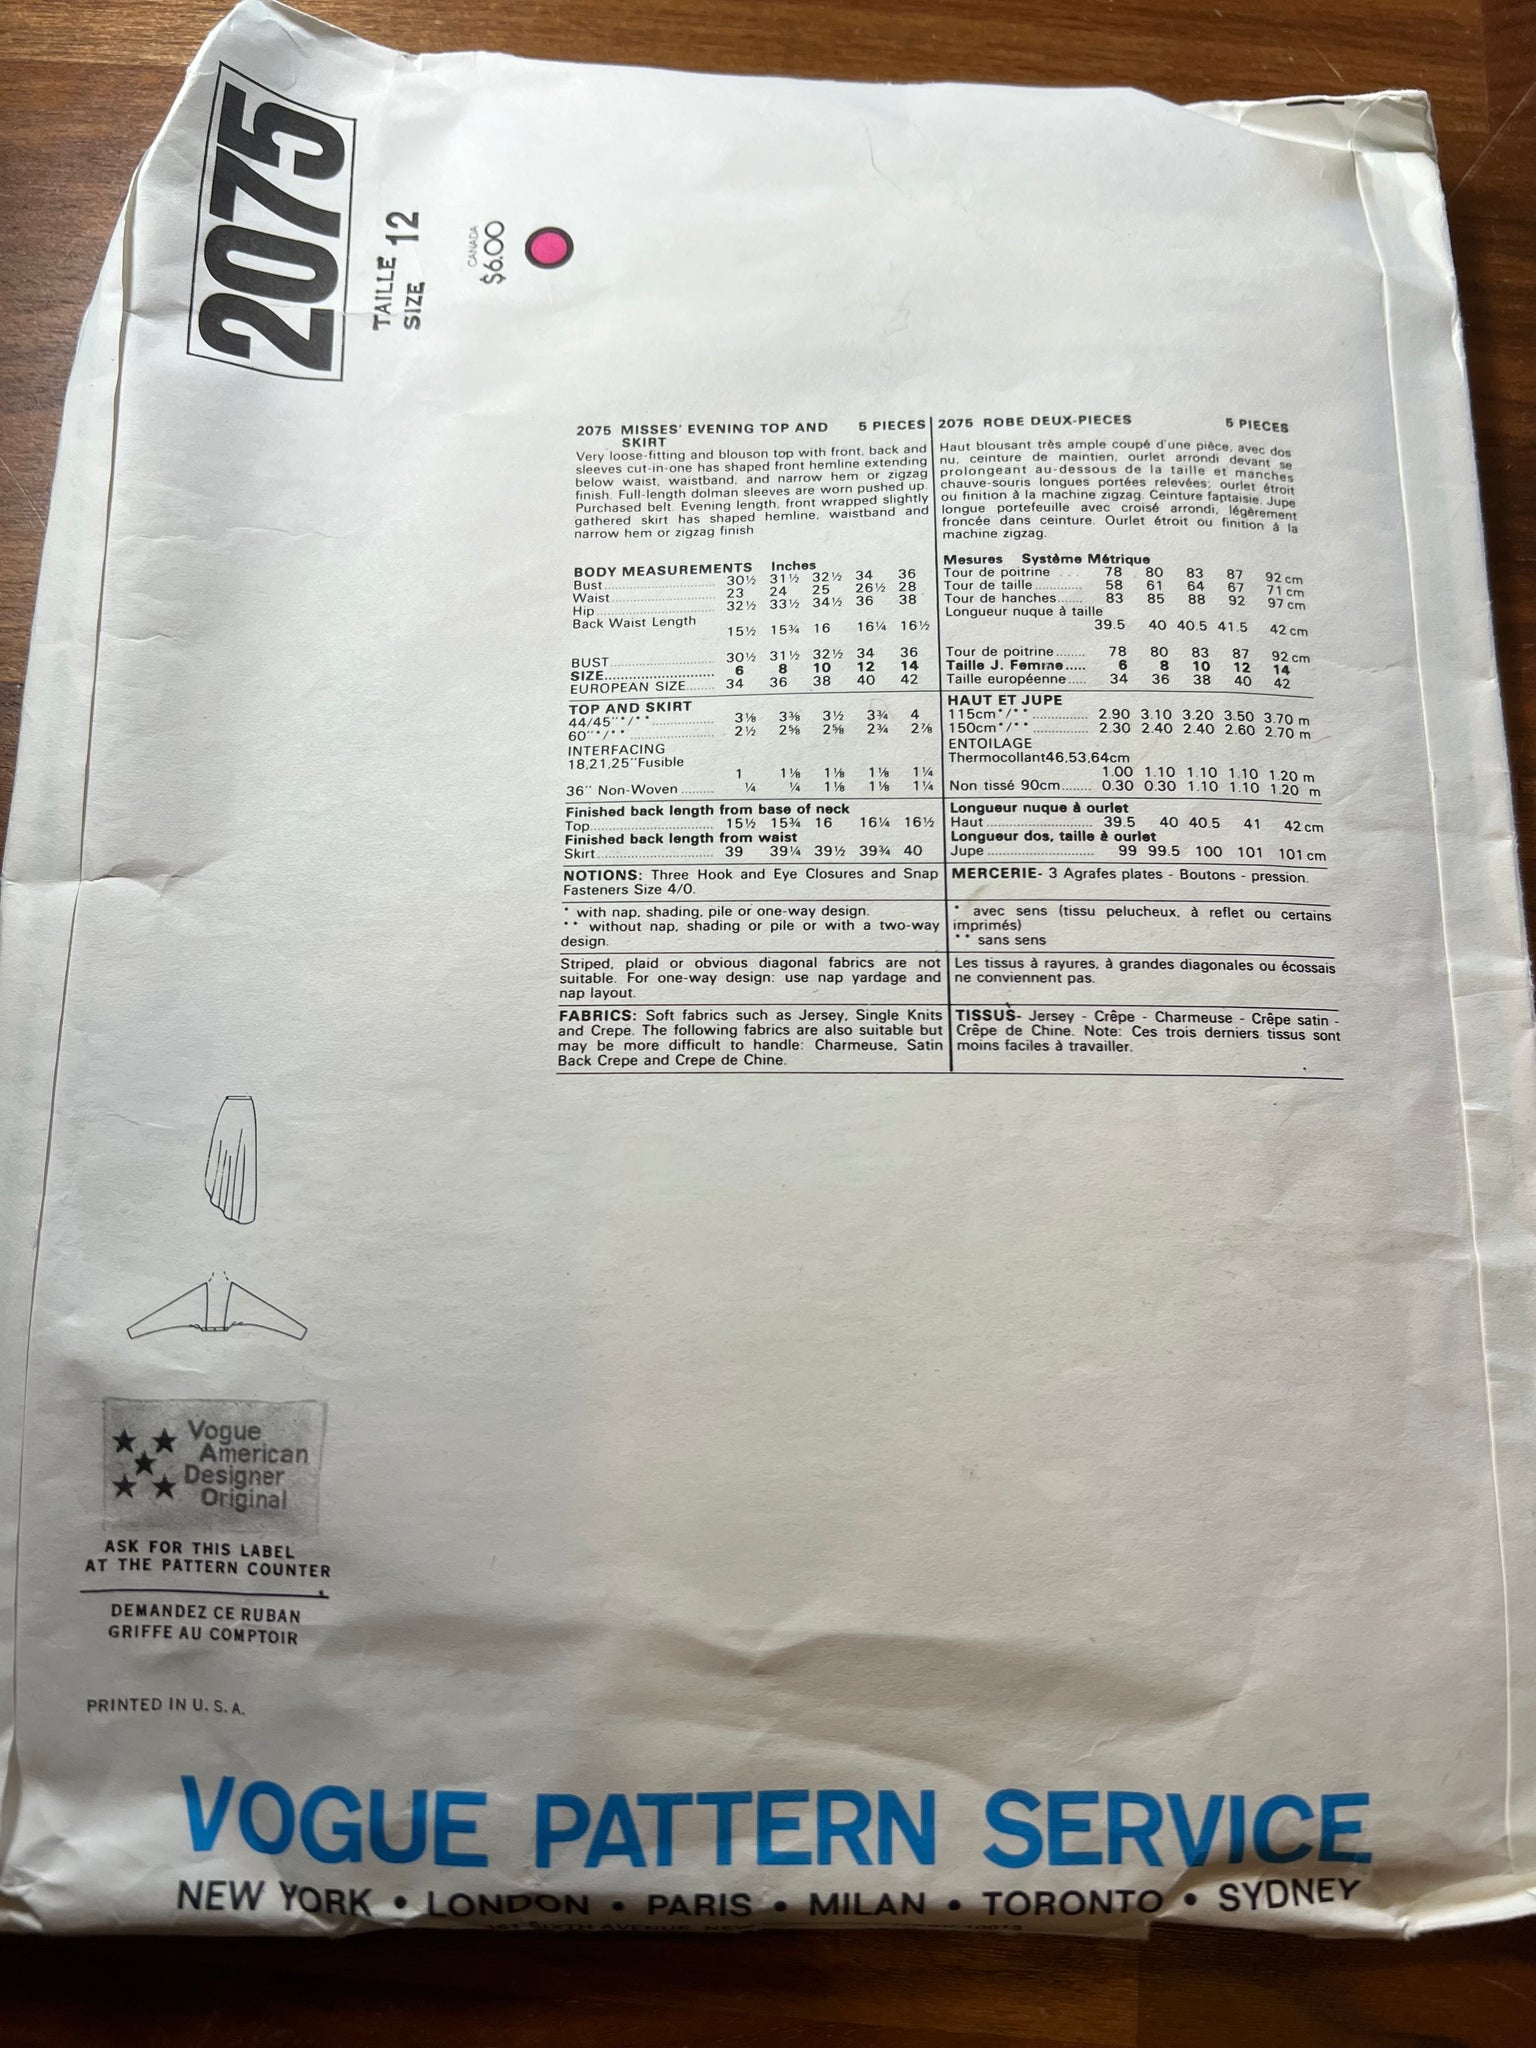 2075
TAILLE 12
SIZE
CANADA
$6.00
2075 MISSES' EVENING TOP AND SKIRT 5 PIECES
Very loose-fitting and blouson top with front, back and
sleeves cut-in-one has shaped front hemline extending
below waist, waistband, and narrow hem or zigzag
finish. Full-length dolman sleeves are worn pushed up.
Purchased belt. Evening length, front wrapped slightly
gathered skirt has shaped hemline, waistband and
narrow hem or zigzag finish
BODY MEASUREMENTS Inches
Bust 30½ 31½ 32½ 34 36
Waist 23 24 25 26½ 28
Hip 32½ 33½ 34½ 36 38
Back Waist Length
15½ 15¾ 16 16¼ 16½
BUST 30½ 31½ 32½ 34 36
SIZE 6 8 10 12 14
EUROPEAN SIZE 34 36 38 40 42
TOP AND SKIRT
44/45"*/** 3⅛ 3⅜ 3½ 3¾ 4
60"*/** 2½ 2⅝ 2⅝ 2¾ 2⅞
INTERFACING
18,21,25"Fusible
1 1⅛ 1⅛ 1⅛ 1¼
36" Non-Woven ¼ ¼ 1⅛ 1⅛ 1¼
Finished back length from base of neck
Top 15½ 15¾ 16 16¼ 16½
Finished back length from waist
Skirt 39 39¼ 39½ 39¾ 40
NOTIONS: Three Hook and Eye Closures and Snap
Fasteners Size 4/0.
* with nap, shading, pile or one-way design.
** without nap, shading or pile or with a two-way
design.
Striped, plaid or obvious diagonal fabrics are not
suitable. For one-way design: use nap yardage and
nap layout.
FABRICS: Soft fabrics such as Jersey, Single Knits
and Crepe. The following fabrics are also suitable but
may be more difficult to handle: Charmeuse, Satin
Back Crepe and Crepe de Chine.
2075 ROBE DEUX-PIECES 5 PIECES
Haut blousant très ample coupé d'une pièce, avec dos
nu, ceinture de maintien, ourlet arrondi devant se
prolongeant au-dessous de la taille et manches
chauve-souris longues portées relevées; ourlet étroit
ou finition à la machine zigzag. Ceinture fantaisie. Jupe
longue portefeuille avec croisé arrondi, légèrement
froncée dans ceinture. Ourlet étroit ou finition à la
machine zigzag.
Mesures Système Métrique
Tour de poitrine ... 78 80 83 87 92 cm
Tour de taille 58 61 64 67 71 cm
Tour de hanches 83 85 88 92 97 cm
Longueur nuque à taille
39.5 40 40.5 41.5 42 cm
Tour de poitrine 78 80 83 87 92 cm
Taille J. Femme 6 8 10 12 14
Taille européenne 34 36 38 40 42
HAUT ET JUPE
115cm*/** 2.90 3.10 3.20 3.50 3.70 m
150cm*/** 2.30 2.40 2.40 2.60 2.70 m
ENTOILAGE
Thermocollant46,53,64cm
1.00 1.10 1.10 1.10 1.20 m
Non tissé 90cm 0.30 0.30 1.10 1.10 1.20 m
Longueur nuque à ourlet
Haut 39.5 40 40.5 41 42 cm
Longueur dos, taille à ourlet
Jupe 99 99.5 100 101 101 cm
MERCERIE- 3 Agrafes plates - Boutons - pression.
* avec sens (tissu pelucheux, à reflet ou certains
imprimés)
** sans sens
Les tissus à rayures, à grandes diagonales ou écossais
ne conviennent pas.
TISSUS- Jersey - Crêpe - Charmeuse - Crêpe satin -
Crêpe de Chine. Note: Ces trois derniers tissus sont
moins faciles à travailler.
Vogue
American
Designer
Original
ASK FOR THIS LABEL
AT THE PATTERN COUNTER
DEMANDEZ CE RUBAN
GRIFFE AU COMPTOIR
PRINTED IN U.S.A.
VOGUE PATTERN SERVICE
NEW YORK • LONDON • PARIS • MILAN • TORONTO • SYDNEY